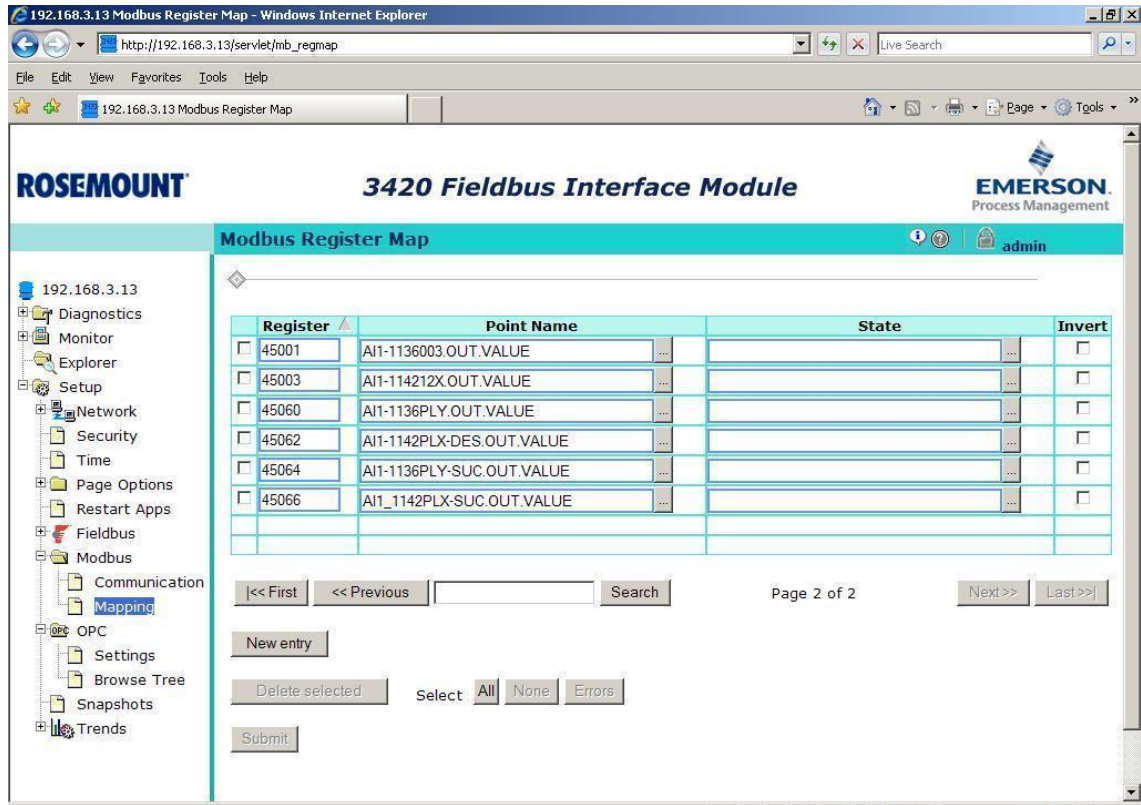 192.168.3.13 Modbus Register Map - Windows Internet Explorer
http://192.168.3.13/servlet/mb_regmap
Live Search
File Edit View Favorites Tools Help
192.168.3.13 Modbus Register Map
Page Tools
ROSEMOUNT
3420 Fieldbus Interface Module
EMERSON.
Process Management
Modbus Register Map
admin
192.168.3.13
Diagnostics
Monitor
Explorer
Setup
Network
Security
Time
Page Options
Restart Apps
Fieldbus
Modbus
Communication
Mapping
OPC
Settings
Browse Tree
Snapshots
Trends
Register Point Name State Invert
45001 AI1-1136003.OUT.VALUE ... ...
45003 AI1-114212X.OUT.VALUE ... ...
45060 AI1-1136PLY.OUT.VALUE ... ...
45062 AI1-1142PLX-DES.OUT.VALUE ... ...
45064 AI1-1136PLY-SUC.OUT.VALUE ... ...
45066 AI1_1142PLX-SUC.OUT.VALUE ... ...
|<< First << Previous Search Page 2 of 2 Next >> Last >>|
New entry
Delete selected Select All None Errors
Submit